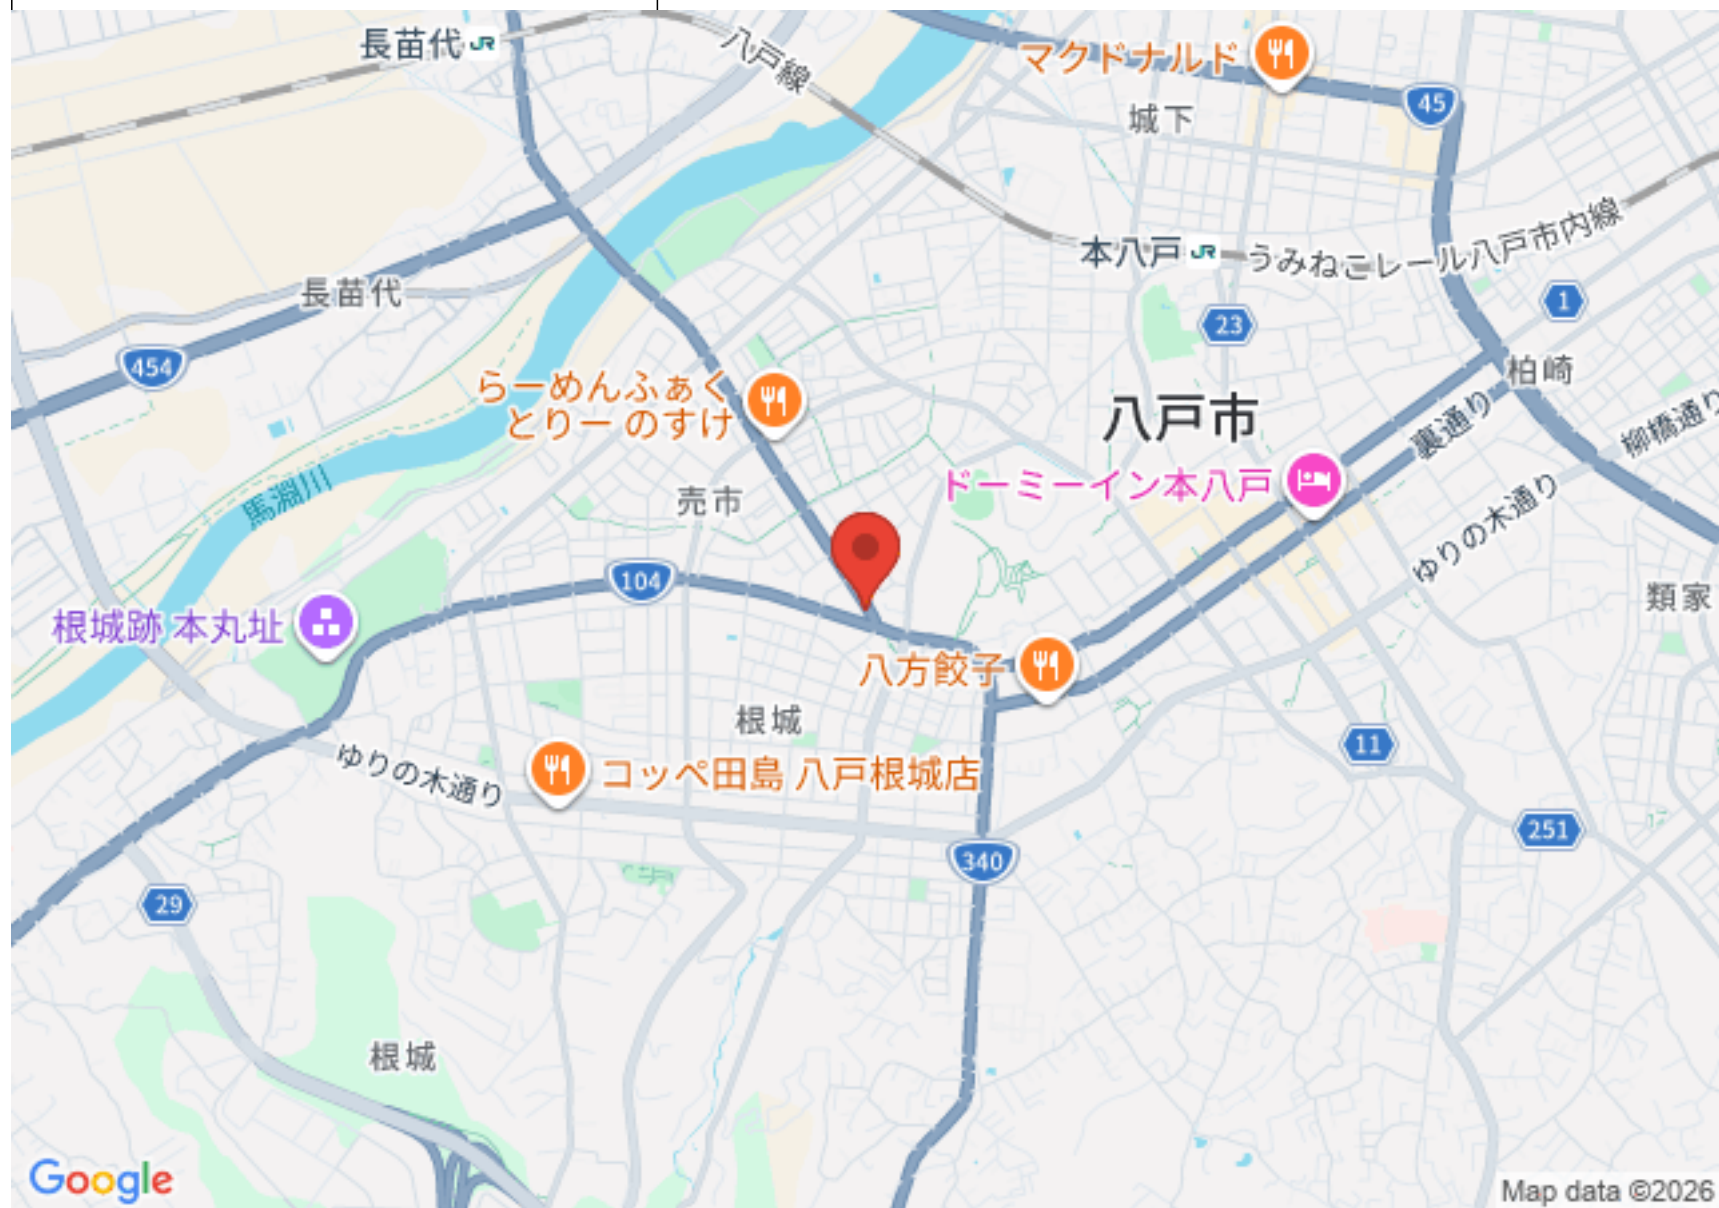 長苗代
JR
八戸線
マクドナルド
45
城下
本八戸
JR
うみねこレール八戸市内線
長苗代
1
23
454
柏崎
らーめんふぁく
とりー のすけ
八戸市
裏通り
柳橋通り
ドーミーイン本八戸
馬淵川
売市
ゆりの木通り
104
類家
根城跡 本丸址
八方餃子
根城
11
ゆりの木通り
コッペ田島 八戸根城店
251
340
29
根城
Google
Map data ©2026